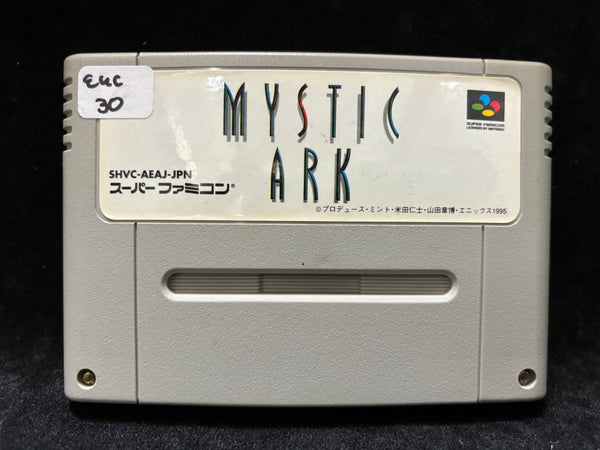 euc
30
MYSTIC
ARK
SUPER FAMICOM
LICENSED BY NINTENDO
SHVC-AEAJ-JPN
スーパーファミコン®
©プロデュース・ミント・米田仁士・山田章博・エニックス1995